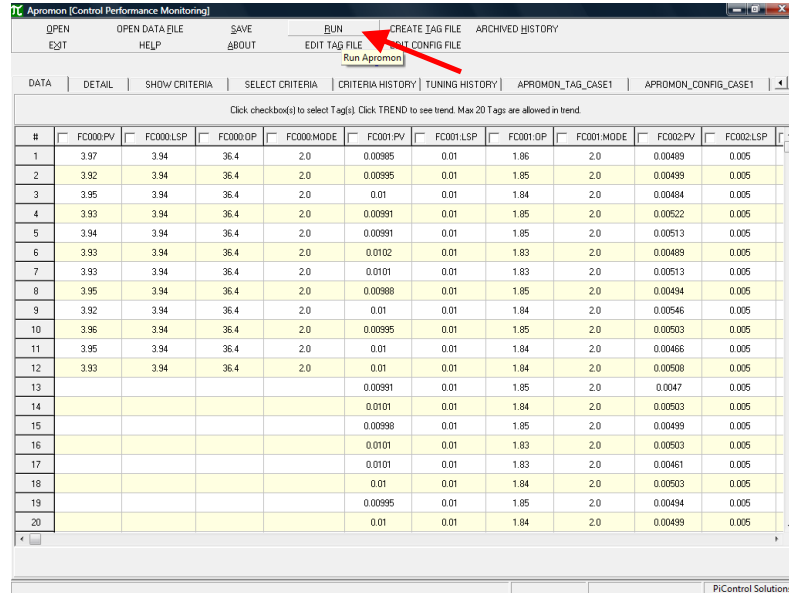 Apromon [Control Performance Monitoring]
OPEN OPEN DATA FILE SAVE RUN CREATE TAG FILE ARCHIVED HISTORY
EXIT HELP ABOUT EDIT TAG FILE EDIT CONFIG FILE
Run Apromon
DATA DETAIL SHOW CRITERIA SELECT CRITERIA CRITERIA HISTORY TUNING HISTORY APROMON_TAG_CASE1 APROMON_CONFIG_CASE1
Click checkbox(s) to select Tag(s). Click TREND to see trend. Max 20 Tags are allowed in trend.
# FC000:PV FC000:LSP FC000:OP FC000:MODE FC001:PV FC001:LSP FC001:OP FC001:MODE FC002:PV FC002:LSP
1 3.97 3.94 36.4 2.0 0.00985 0.01 1.86 2.0 0.00489 0.005
2 3.92 3.94 36.4 2.0 0.00995 0.01 1.85 2.0 0.00499 0.005
3 3.95 3.94 36.4 2.0 0.01 0.01 1.84 2.0 0.00484 0.005
4 3.93 3.94 36.4 2.0 0.00991 0.01 1.85 2.0 0.00522 0.005
5 3.94 3.94 36.4 2.0 0.00991 0.01 1.85 2.0 0.00513 0.005
6 3.93 3.94 36.4 2.0 0.0102 0.01 1.83 2.0 0.00489 0.005
7 3.93 3.94 36.4 2.0 0.0101 0.01 1.83 2.0 0.00513 0.005
8 3.95 3.94 36.4 2.0 0.00988 0.01 1.85 2.0 0.00494 0.005
9 3.92 3.94 36.4 2.0 0.01 0.01 1.84 2.0 0.00546 0.005
10 3.96 3.94 36.4 2.0 0.00995 0.01 1.85 2.0 0.00503 0.005
11 3.95 3.94 36.4 2.0 0.01 0.01 1.84 2.0 0.00466 0.005
12 3.93 3.94 36.4 2.0 0.01 0.01 1.84 2.0 0.00508 0.005
13 0.00991 0.01 1.85 2.0 0.0047 0.005
14 0.0101 0.01 1.84 2.0 0.00503 0.005
15 0.00998 0.01 1.85 2.0 0.00499 0.005
16 0.0101 0.01 1.83 2.0 0.00503 0.005
17 0.0101 0.01 1.83 2.0 0.00461 0.005
18 0.01 0.01 1.84 2.0 0.00503 0.005
19 0.00995 0.01 1.85 2.0 0.00494 0.005
20 0.01 0.01 1.84 2.0 0.00499 0.005
PiControl Solutions